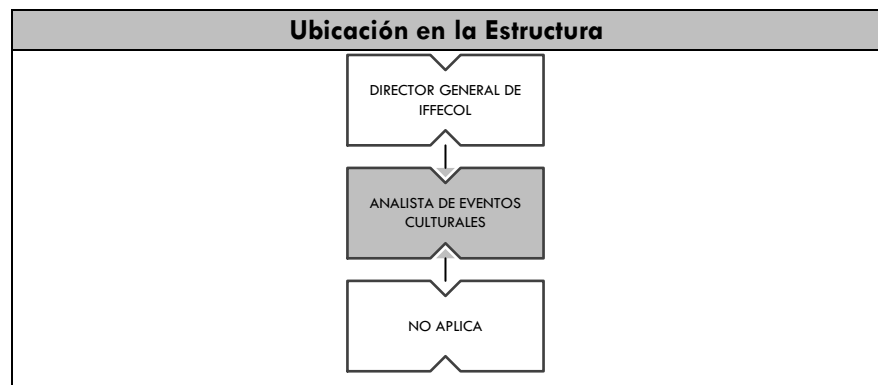 Ubicación en la Estructura
DIRECTOR GENERAL DE
IFFECOL
ANALISTA DE EVENTOS
CULTURALES
NO APLICA